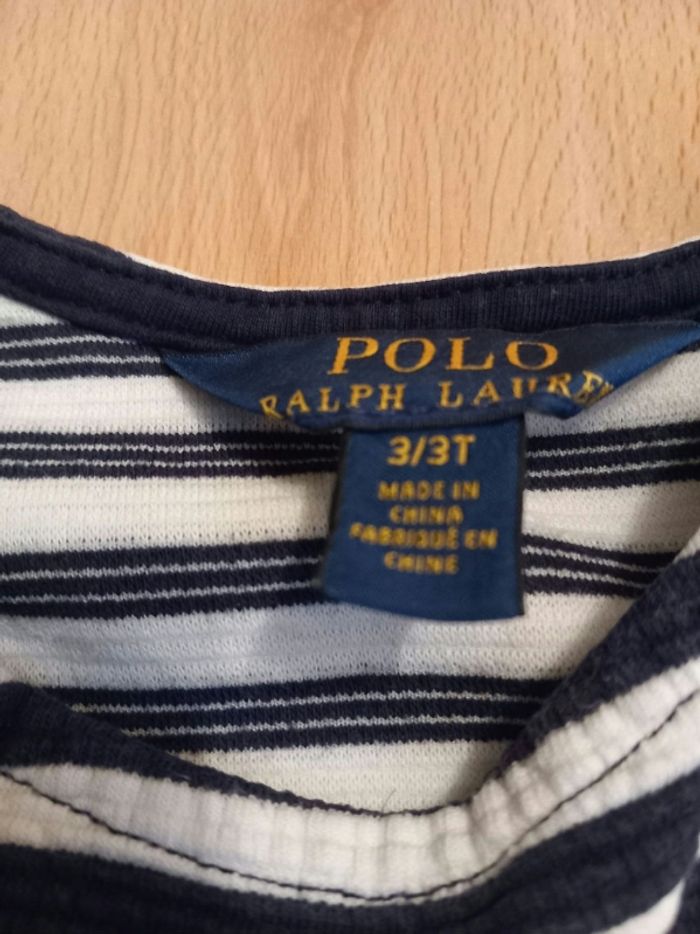 POLO
RALPH LAUREN
3/3T
MADE IN
CHINA
FABRIQUÉ EN
CHINE